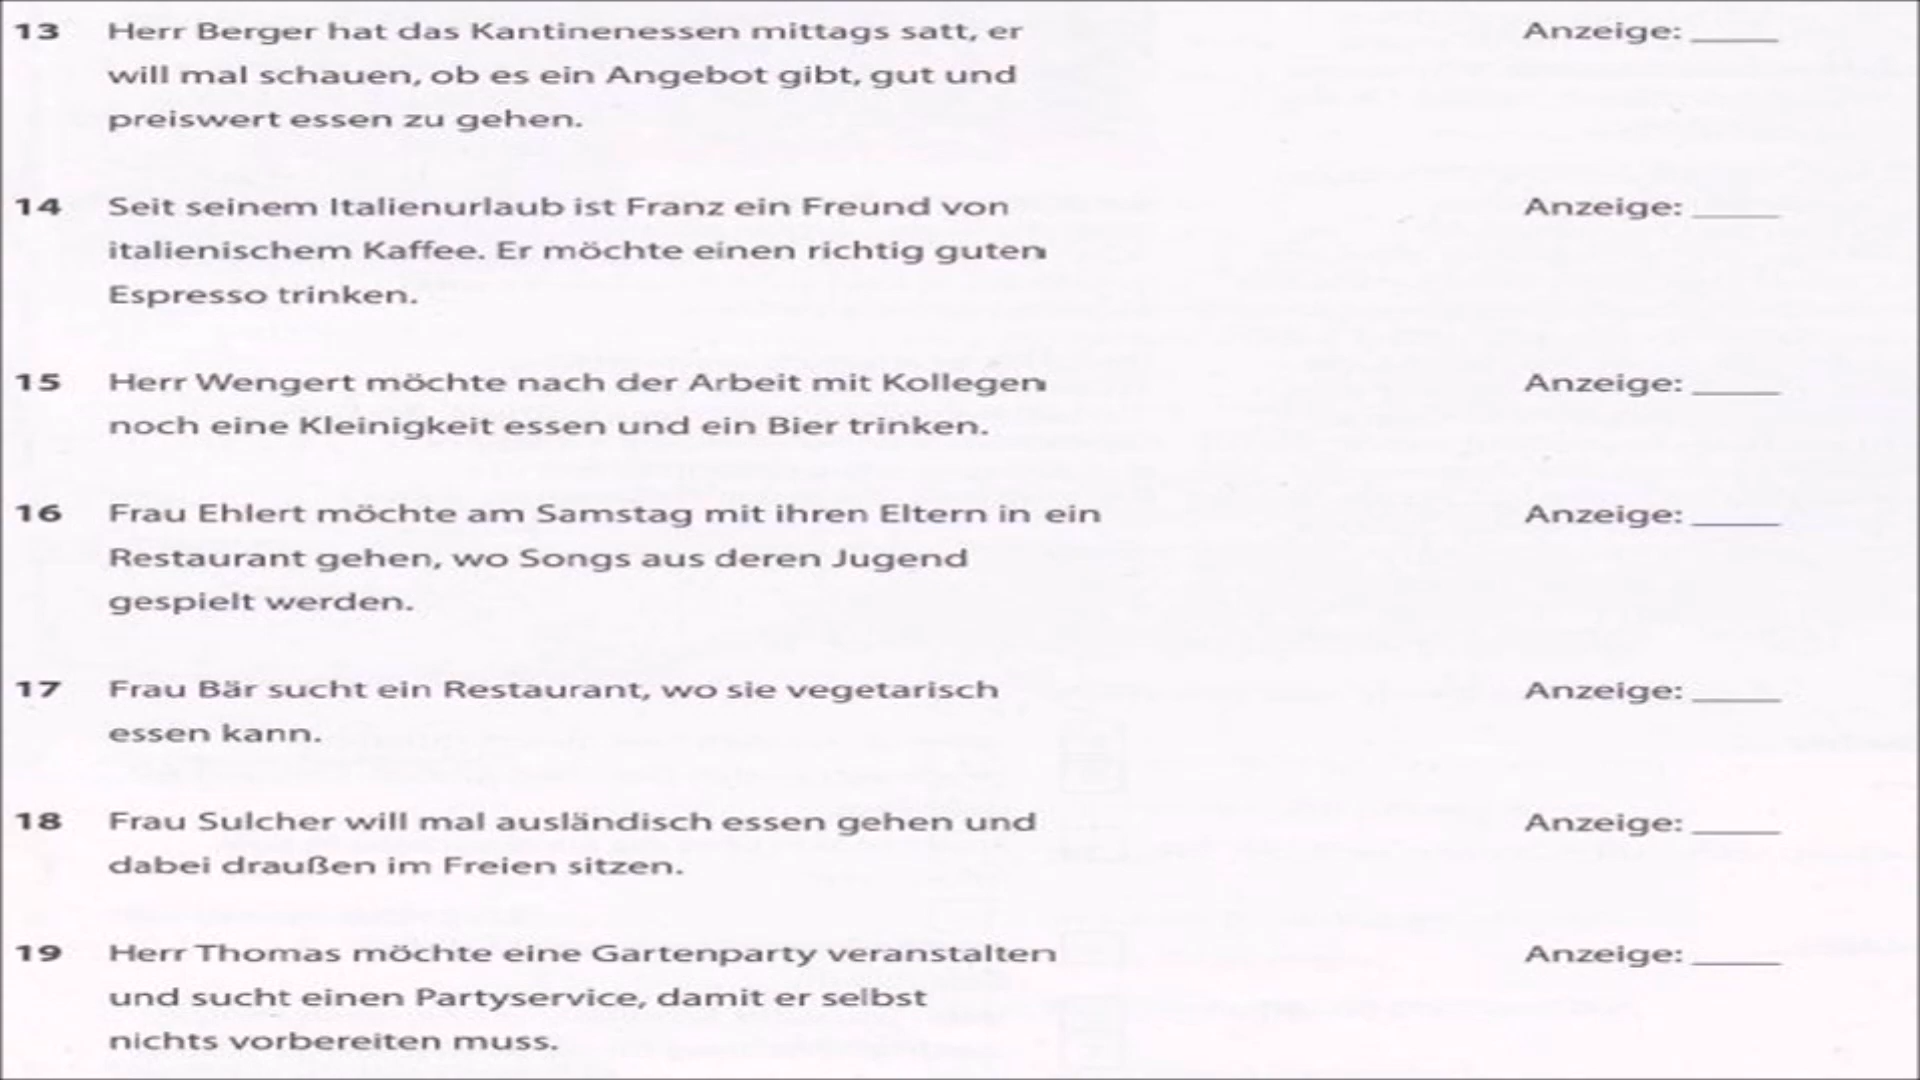 13 Herr Berger hat das Kantinenessen mittags satt, er Anzeige: _____
will mal schauen, ob es ein Angebot gibt, gut und
preiswert essen zu gehen.
14 Seit seinem Italienurlaub ist Franz ein Freund von Anzeige: _____
italienischem Kaffee. Er möchte einen richtig guten
Espresso trinken.
15 Herr Wengert möchte nach der Arbeit mit Kollegen Anzeige: _____
noch eine Kleinigkeit essen und ein Bier trinken.
16 Frau Ehlert möchte am Samstag mit ihren Eltern in ein Anzeige: _____
Restaurant gehen, wo Songs aus deren Jugend
gespielt werden.
17 Frau Bär sucht ein Restaurant, wo sie vegetarisch Anzeige: _____
essen kann.
18 Frau Sulcher will mal ausländisch essen gehen und Anzeige: _____
dabei draußen im Freien sitzen.
19 Herr Thomas möchte eine Gartenparty veranstalten Anzeige: _____
und sucht einen Partyservice, damit er selbst
nichts vorbereiten muss.